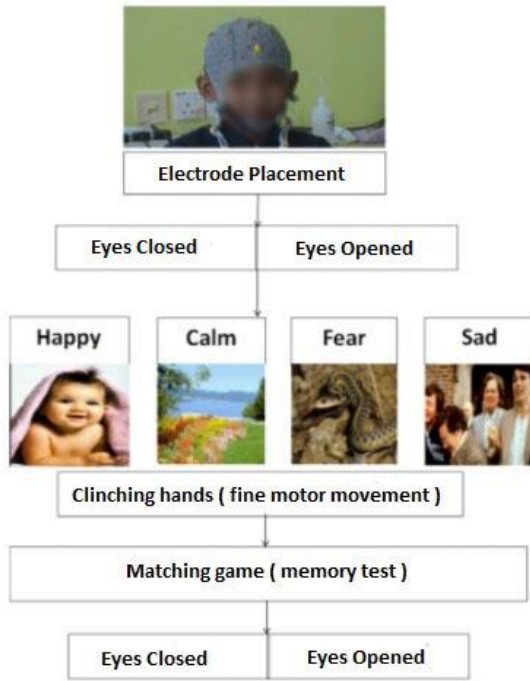 Electrode Placement
Eyes Closed
Eyes Opened
Happy
Calm
Fear
Sad
Clinching hands ( fine motor movement )
Matching game ( memory test )
Eyes Closed
Eyes Opened